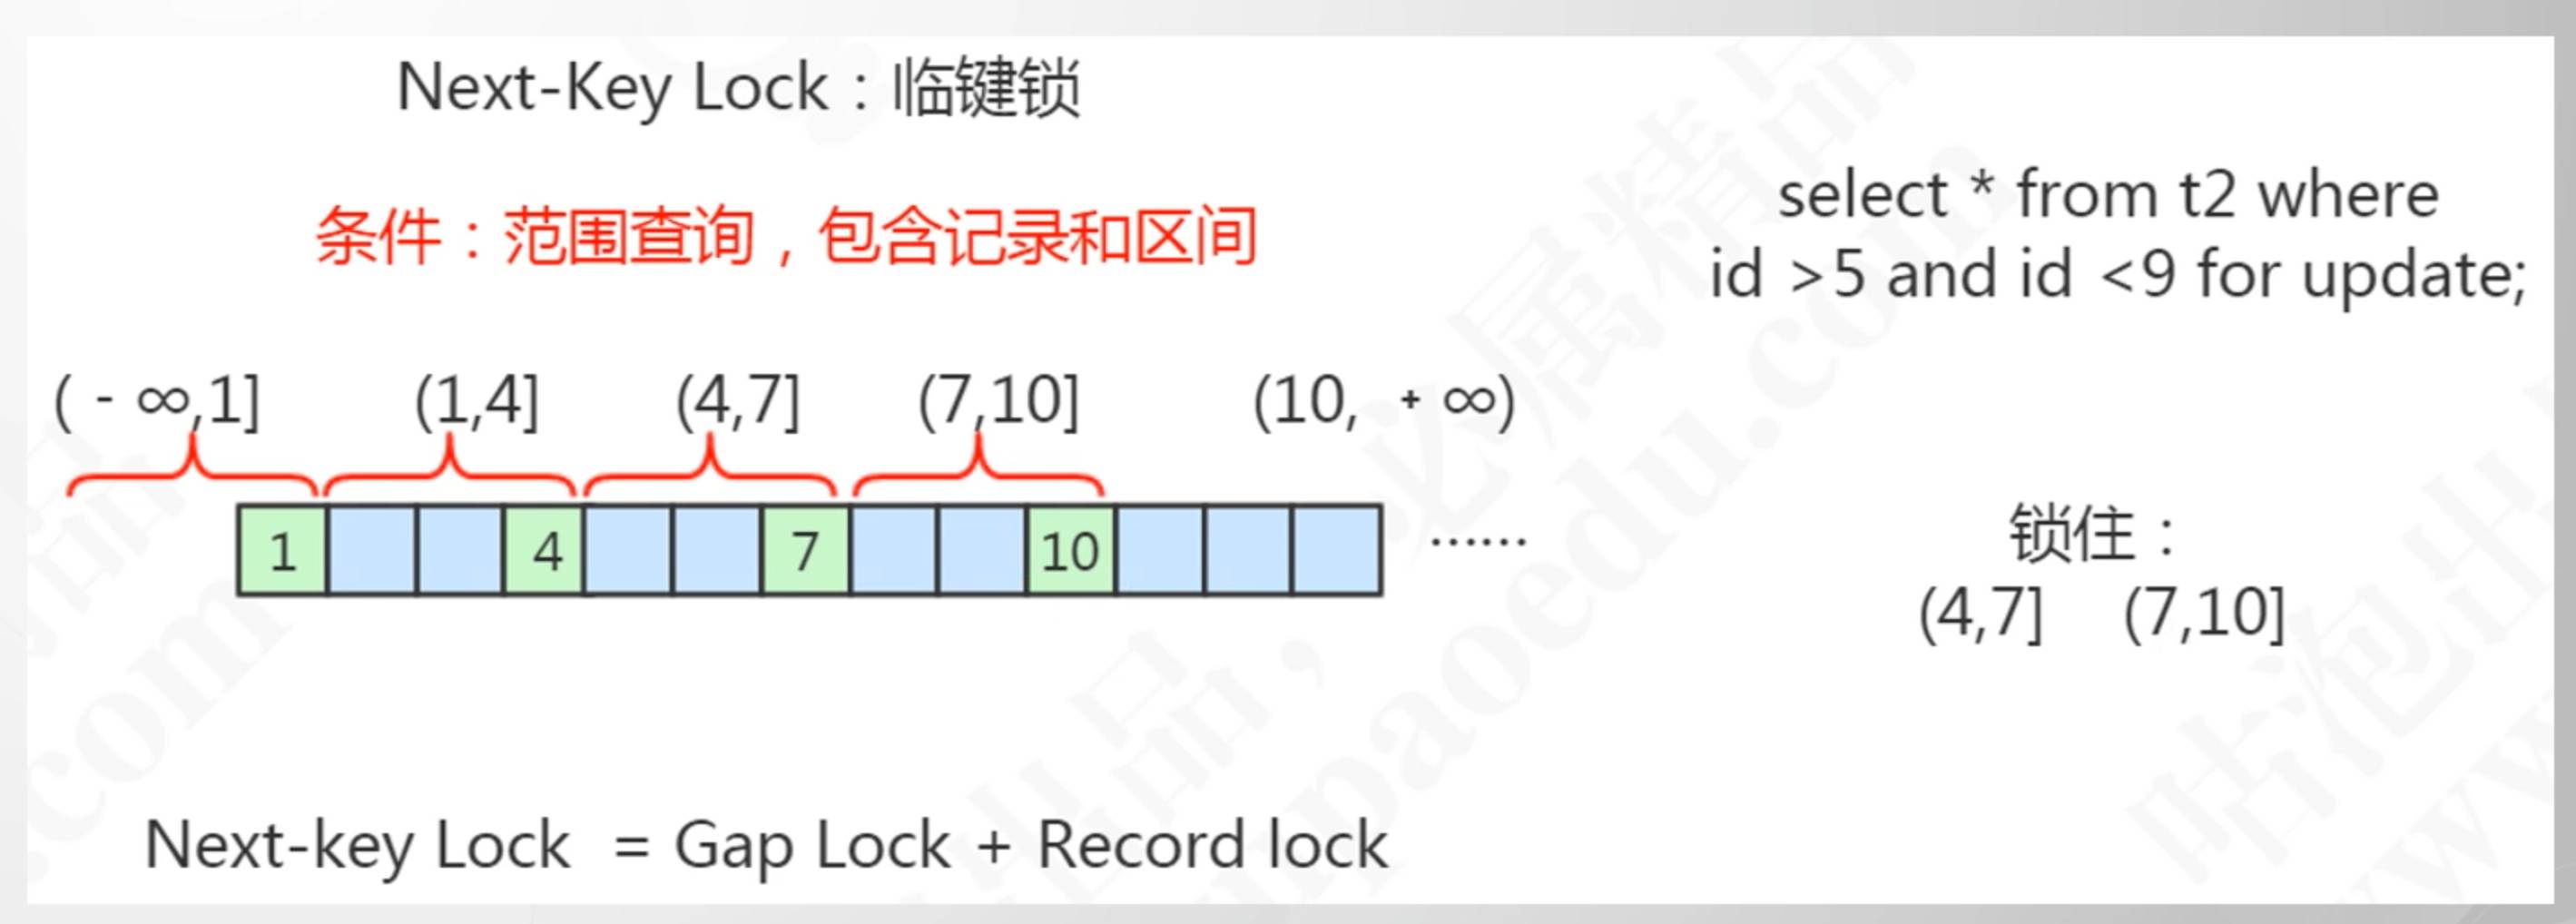 Next-Key Lock：临键锁
条件：范围查询，包含记录和区间
select * from t2 where
id >5 and id <9 for update;
( - ∞,1] (1,4] (4,7] (7,10] (10, + ∞)
1 4 7 10 ······
锁住：
(4,7] (7,10]
Next-key Lock = Gap Lock + Record lock